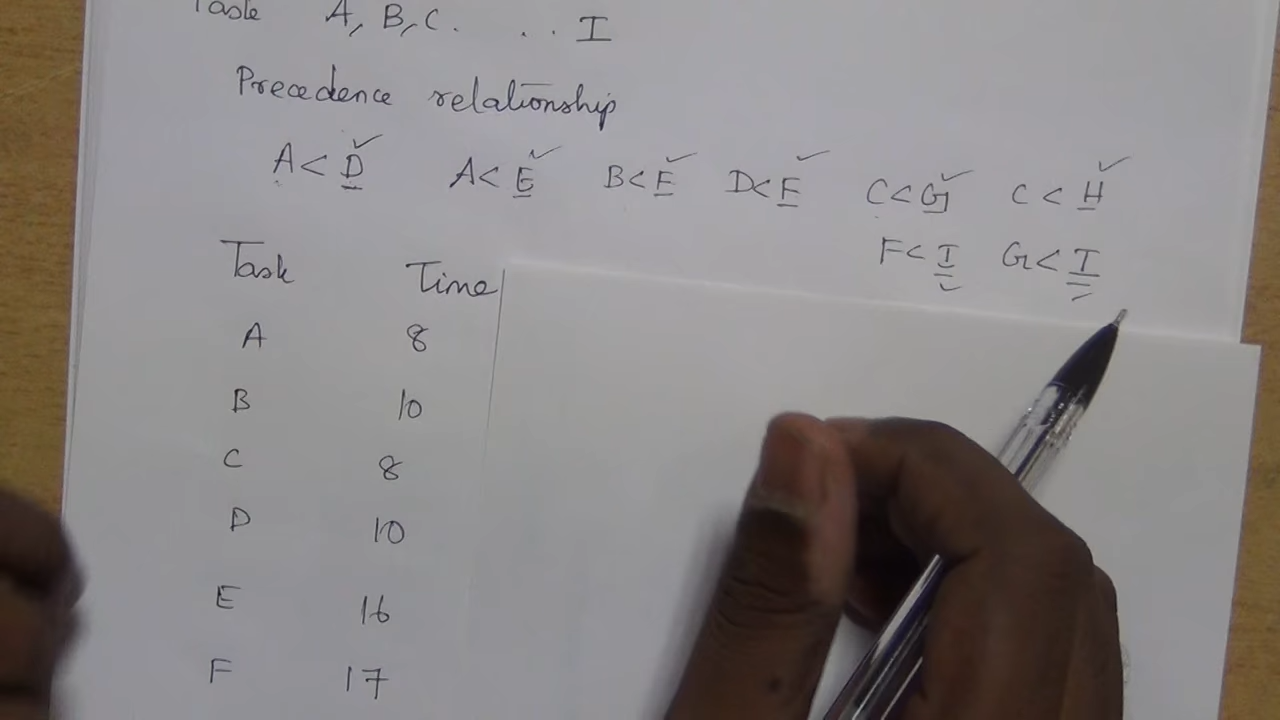 Task A, B, C. . . . I
Precedence relationship
A < D ✓ A < E ✓ B < F ✓ D < F ✓ C < G ✓ C < H ✓
F < I ✓ G < I ✓
Task Time
A 8
B 10
C 8
D 10
E 16
F 17